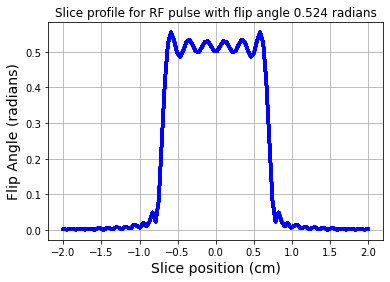 Slice profile for RF pulse with flip angle 0.524 radians
Flip Angle (radians)
0.5
0.4
0.3
0.2
0.1
0.0
−2.0 −1.5 −1.0 −0.5 0.0 0.5 1.0 1.5 2.0
Slice position (cm)